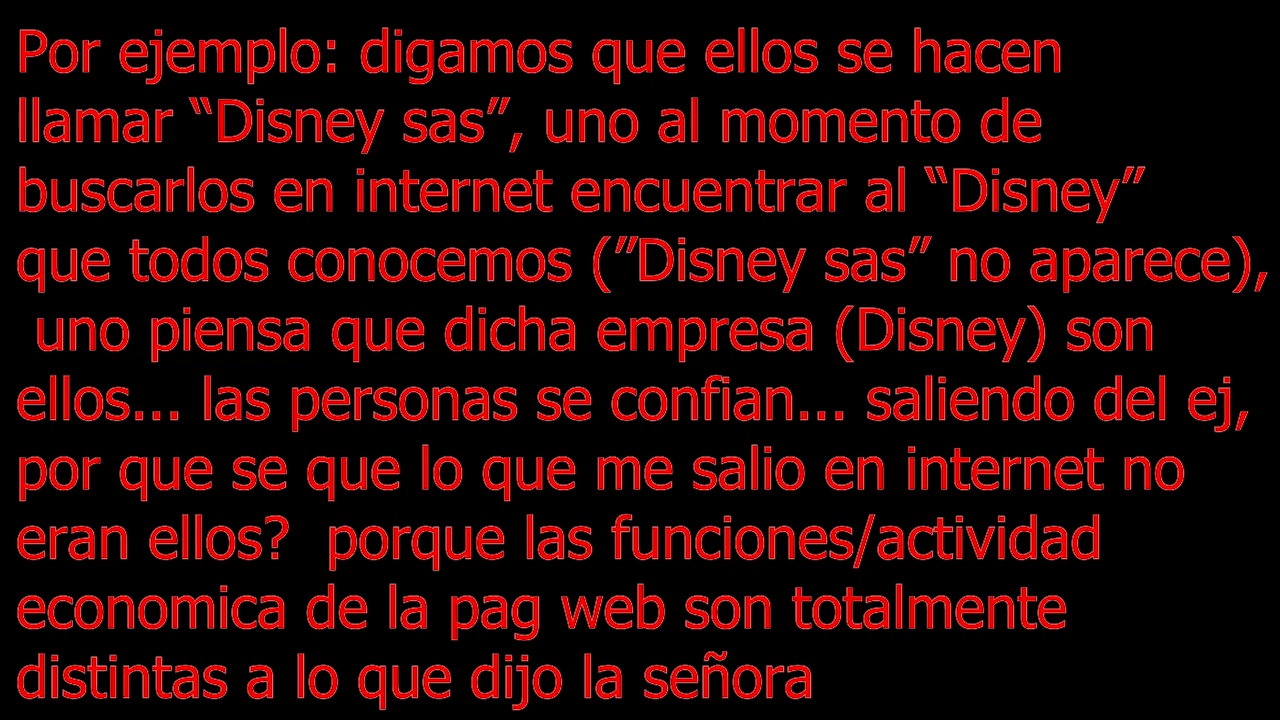 Por ejemplo: digamos que ellos se hacen
llamar “Disney sas”, uno al momento de
buscarlos en internet encuentrar al “Disney”
que todos conocemos (”Disney sas” no aparece),
uno piensa que dicha empresa (Disney) son
ellos... las personas se confian... saliendo del ej,
por que se que lo que me salio en internet no
eran ellos?  porque las funciones/actividad
economica de la pag web son totalmente
distintas a lo que dijo la señora